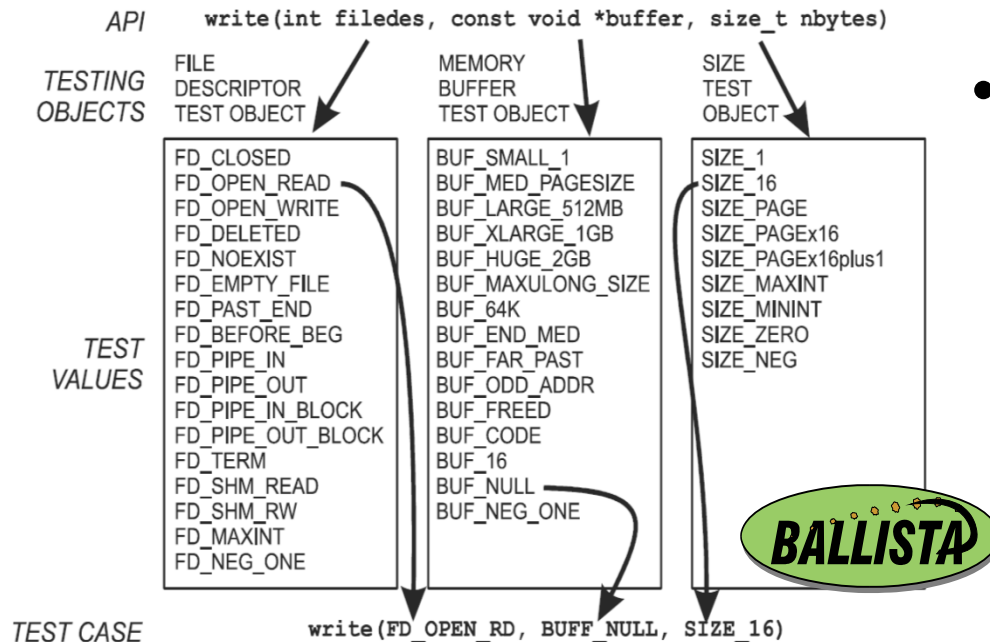 API write(int filedes, const void *buffer, size_t nbytes)
TESTING
OBJECTS
FILE
DESCRIPTOR
TEST OBJECT
MEMORY
BUFFER
TEST OBJECT
SIZE
TEST
OBJECT
TEST
VALUES
FD_CLOSED
FD_OPEN_READ
FD_OPEN_WRITE
FD_DELETED
FD_NOEXIST
FD_EMPTY_FILE
FD_PAST_END
FD_BEFORE_BEG
FD_PIPE_IN
FD_PIPE_OUT
FD_PIPE_IN_BLOCK
FD_PIPE_OUT_BLOCK
FD_TERM
FD_SHM_READ
FD_SHM_RW
FD_MAXINT
FD_NEG_ONE
BUF_SMALL_1
BUF_MED_PAGESIZE
BUF_LARGE_512MB
BUF_XLARGE_1GB
BUF_HUGE_2GB
BUF_MAXULONG_SIZE
BUF_64K
BUF_END_MED
BUF_FAR_PAST
BUF_ODD_ADDR
BUF_FREED
BUF_CODE
BUF_16
BUF_NULL
BUF_NEG_ONE
SIZE_1
SIZE_16
SIZE_PAGE
SIZE_PAGEx16
SIZE_PAGEx16plus1
SIZE_MAXINT
SIZE_MININT
SIZE_ZERO
SIZE_NEG
BALLISTA
TEST CASE write(FD_OPEN_RD, BUFF_NULL, SIZE_16)